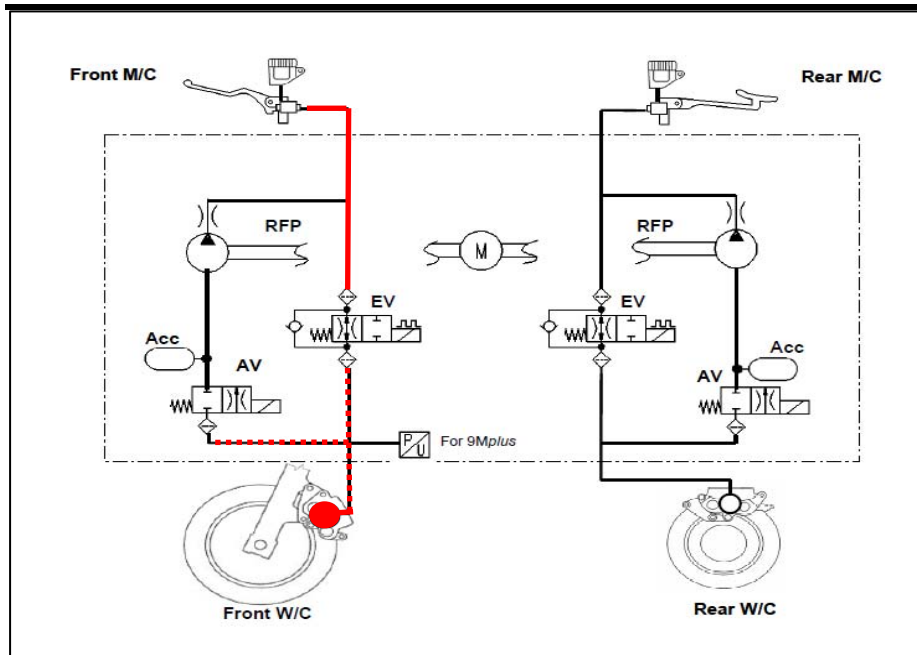 Front M/C
Rear M/C
RFP
M
RFP
EV
EV
Acc
AV
Acc
AV
P/U
For 9Mplus
Front W/C
Rear W/C